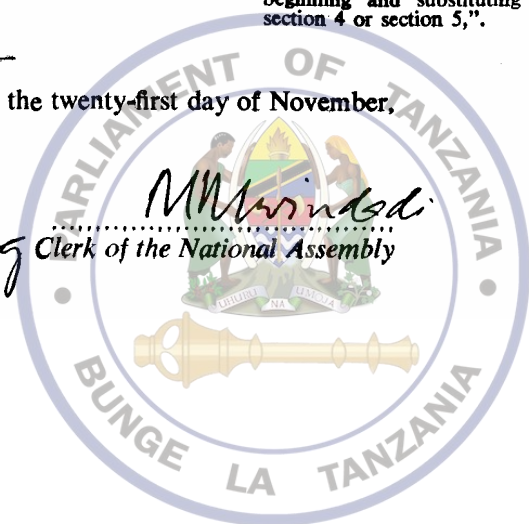 beginning and substituting
section 4 or section 5,”.
the twenty-first day of November,
Clerk of the National Assembly
PARLIAMENT OF TANZANIA
UHURU NA UMOJA
BUNGE LA TANZANIA